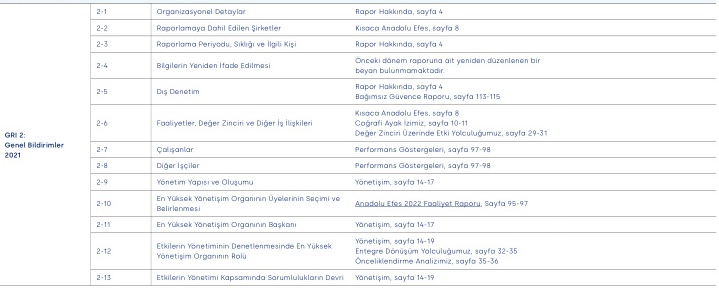 2-1 Organizasyonel Detaylar Rapor Hakkında, sayfa 4
2-2 Raporlamaya Dahil Edilen Şirketler Kısaca Anadolu Efes, sayfa 8
2-3 Raporlama Periyodu, Sıklığı ve İlgili Kişi Rapor Hakkında, sayfa 4
2-4 Bilgilerin Yeniden İfade Edilmesi Önceki dönem raporuna ait yeniden düzenlenen bir
beyan bulunmamaktadır.
2-5 Dış Denetim Rapor Hakkında, sayfa 4
Bağımsız Güvence Raporu, sayfa 113-115
GRI 2:
Genel Bildirimler
2021
2-6 Faaliyetler, Değer Zinciri ve Diğer İş İlişkileri Kısaca Anadolu Efes, sayfa 8
Coğrafi Ayak İzimiz, sayfa 10-11
Değer Zinciri Üzerinde Etki Yolculuğumuz, sayfa 29-31
2-7 Çalışanlar Performans Göstergeleri, sayfa 97-98
2-8 Diğer İşçiler Performans Göstergeleri, sayfa 97-98
2-9 Yönetim Yapısı ve Oluşumu Yönetişim, sayfa 14-17
2-10 En Yüksek Yönetişim Organının Üyelerinin Seçimi ve
Belirlenmesi
Anadolu Efes 2022 Faaliyet Raporu, Sayfa 95-97
2-11 En Yüksek Yönetişim Organının Başkanı Yönetişim, sayfa 14-17
2-12 Etkilerin Yönetiminin Denetlenmesinde En Yüksek
Yönetişim Organının Rolü
Yönetişim, sayfa 14-19
Entegre Dönüşüm Yolculuğumuz, sayfa 32-35
Önceliklendirme Analizimiz, sayfa 35-36
2-13 Etkilerin Yönetimi Kapsamında Sorumlulukların Devri Yönetişim, sayfa 14-19